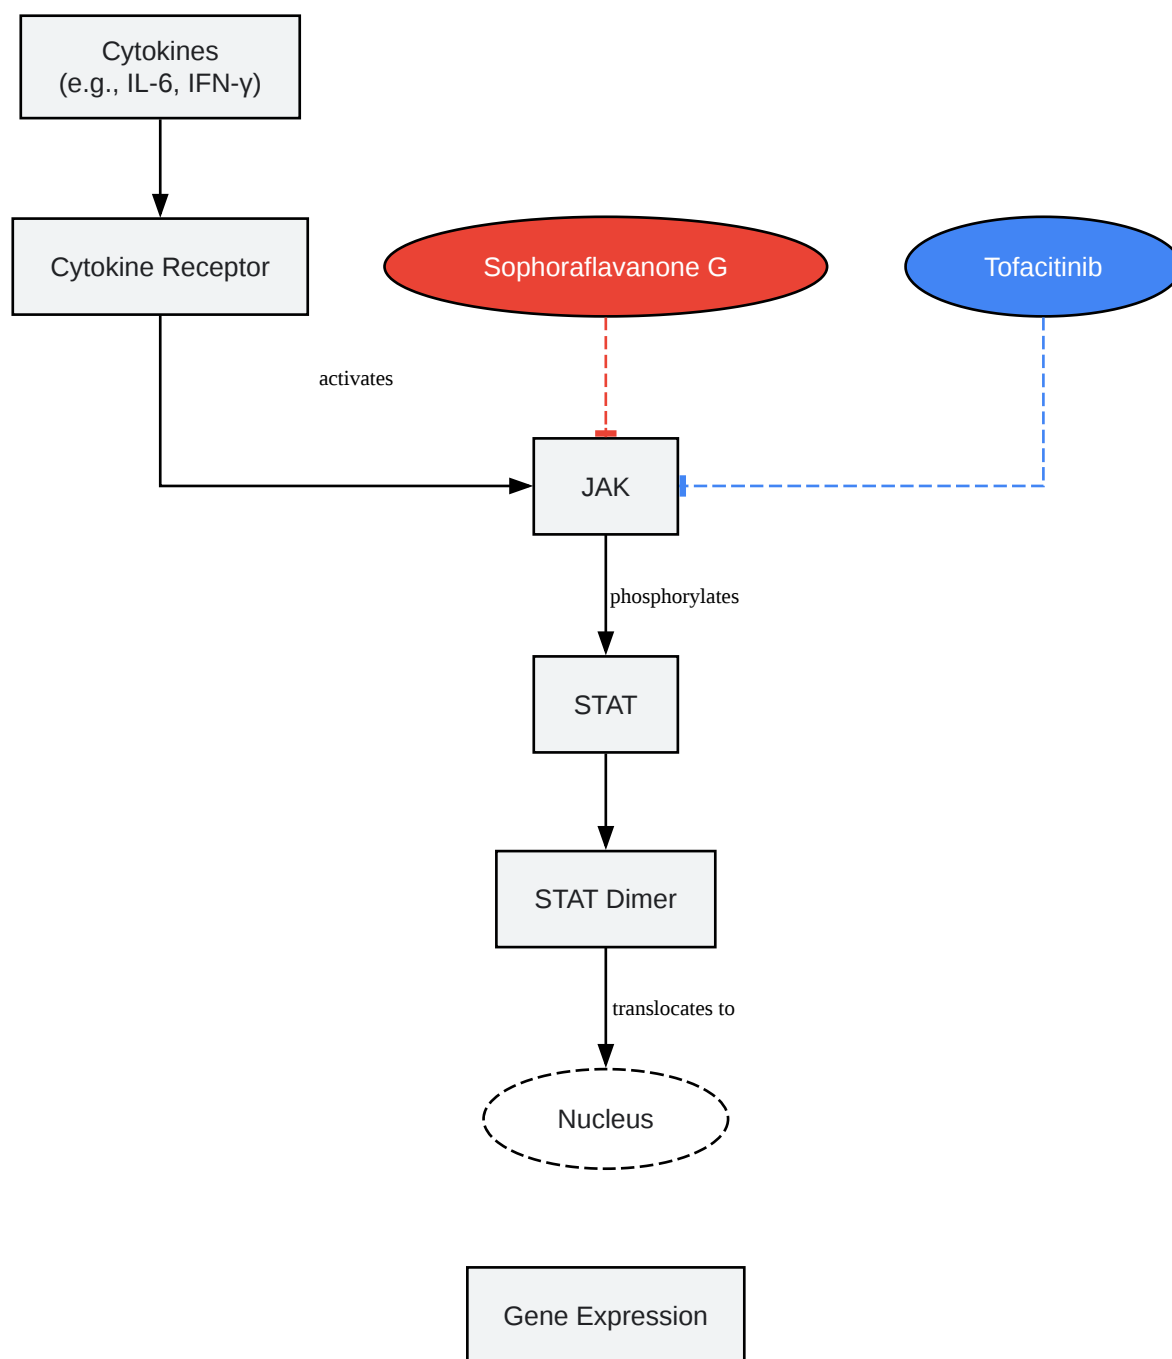 Cytokines
(e.g., IL-6, IFN-γ)
Cytokine Receptor
Sophoraflavanone G
Tofacitinib
activates
JAK
phosphorylates
STAT
STAT Dimer
translocates to
Nucleus
Gene Expression